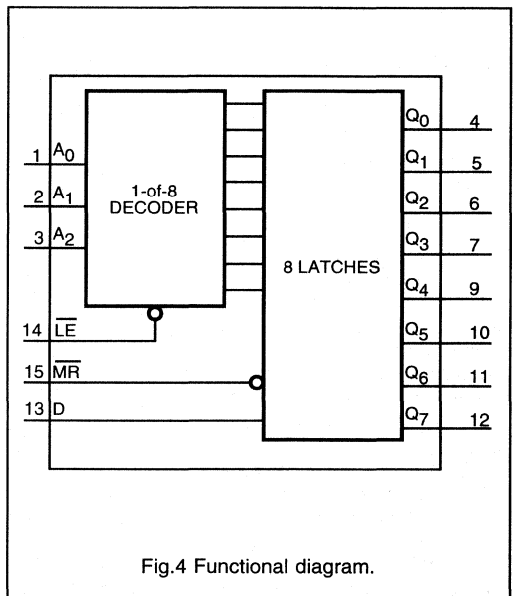 1 A0
2 A1
3 A2
1-of-8
DECODER
14 LE
15 MR
13 D
8 LATCHES
Q0 4
Q1 5
Q2 6
Q3 7
Q4 9
Q5 10
Q6 11
Q7 12
Fig.4 Functional diagram.